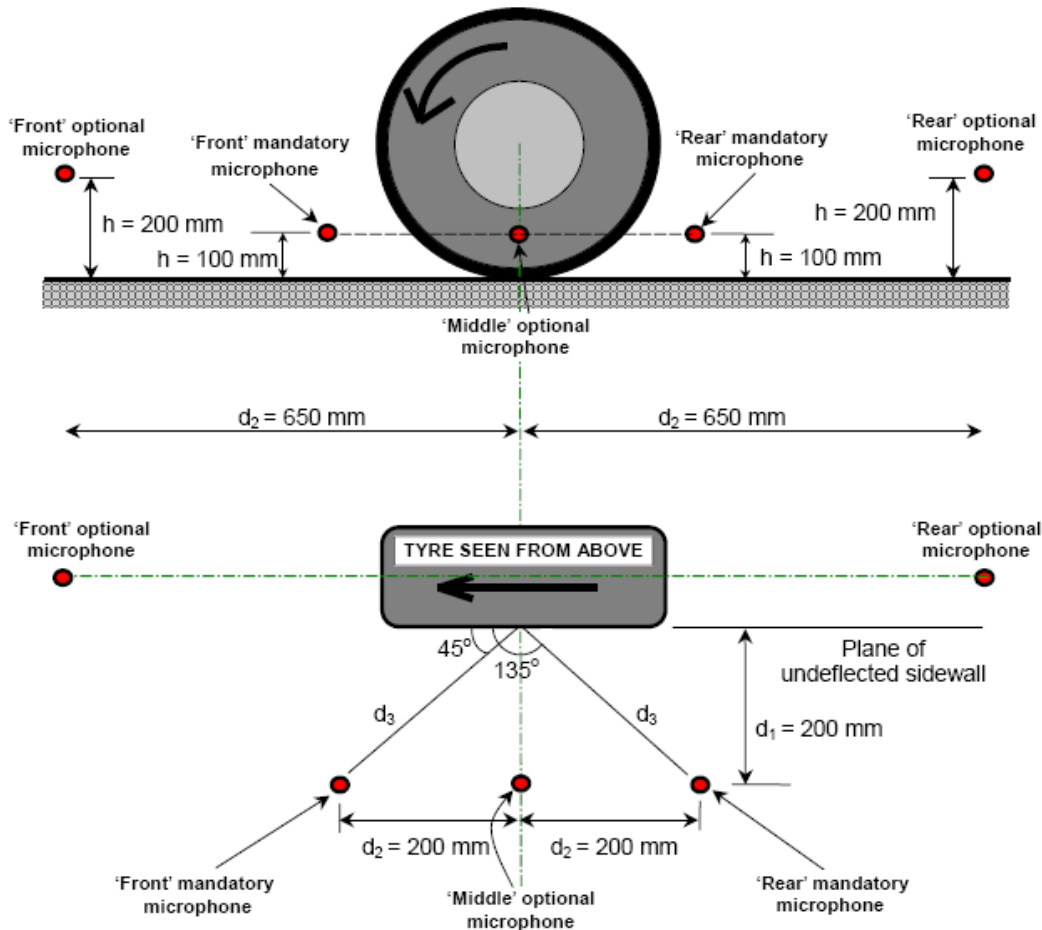 ‘Front’ optional
microphone
‘Front’ mandatory
microphone
‘Rear’ mandatory
microphone
‘Rear’ optional
microphone
h = 200 mm
h = 100 mm
h = 200 mm
h = 100 mm
‘Middle’ optional
microphone
d₂ = 650 mm
d₂ = 650 mm
‘Front’ optional
microphone
TYRE SEEN FROM ABOVE
‘Rear’ optional
microphone
45°
135°
Plane of
undeflected sidewall
d₃
d₃
d₁ = 200 mm
d₂ = 200 mm
d₂ = 200 mm
‘Front’ mandatory
microphone
‘Middle’ optional
microphone
‘Rear’ mandatory
microphone